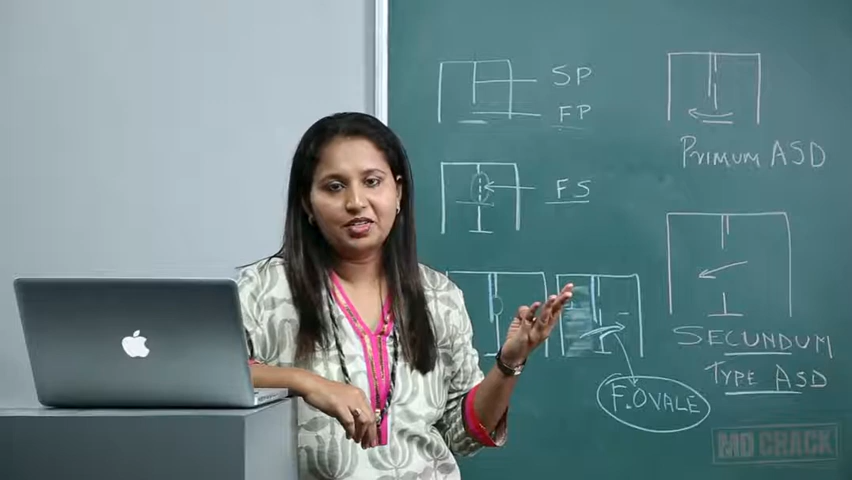 SP
FP
PRIMUM ASD
FS
SECUNDUM
TYPE ASD
F.OVALE
MD CRACK